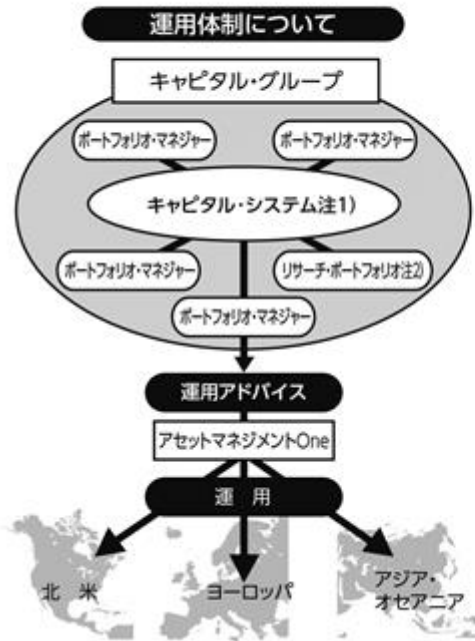 運用体制について
キャピタル・グループ
ポートフォリオ・マネジャー
ポートフォリオ・マネジャー
キャピタル・システム注1)
ポートフォリオ・マネジャー
リサーチ・ポートフォリオ注2)
ポートフォリオ・マネジャー
運用アドバイス
アセットマネジメントOne
運 用
北 米
ヨーロッパ
アジア・
オセアニア